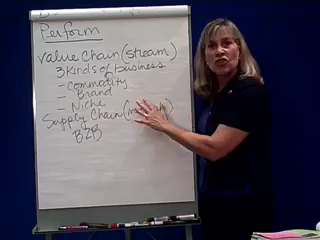 Perform
Value Chain (stream)
3 Kinds of business
- commodity
- Brand
- Niche
Supply Chain (
B2B